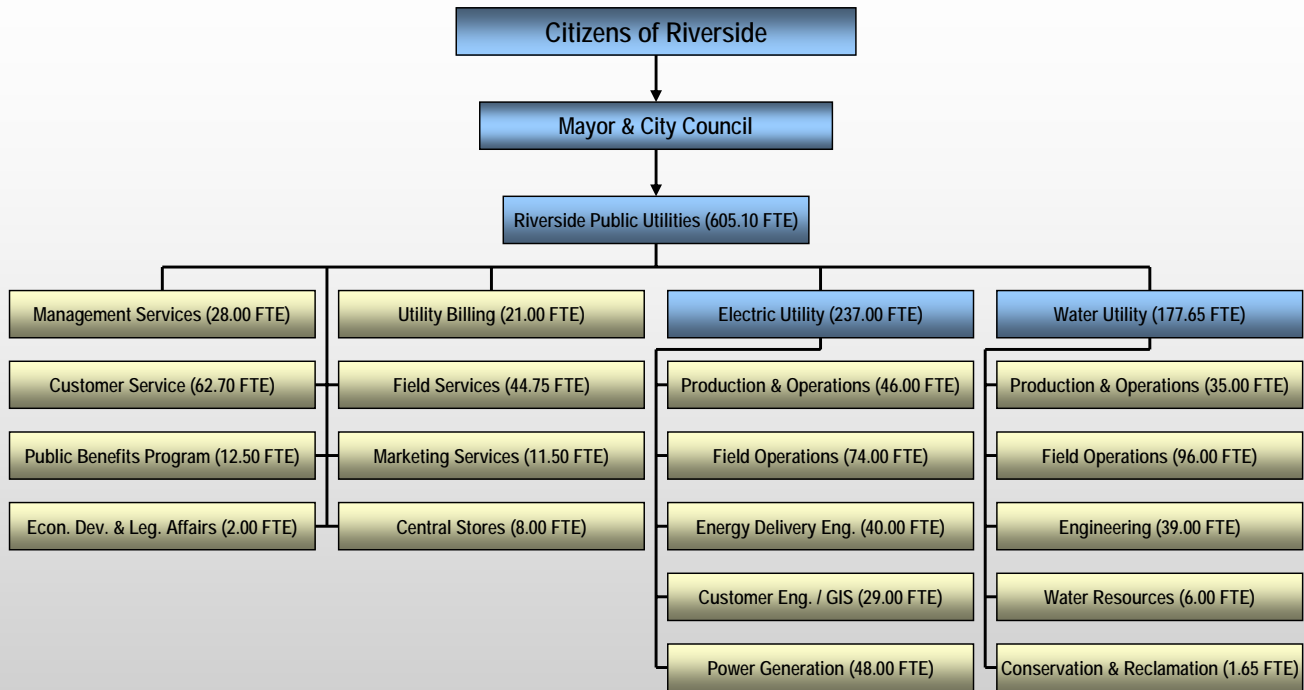 Citizens of Riverside
Mayor & City Council
Riverside Public Utilities (605.10 FTE)
Management Services (28.00 FTE)
Utility Billing (21.00 FTE)
Electric Utility (237.00 FTE)
Water Utility (177.65 FTE)
Customer Service (62.70 FTE)
Field Services (44.75 FTE)
Production & Operations (46.00 FTE)
Production & Operations (35.00 FTE)
Public Benefits Program (12.50 FTE)
Marketing Services (11.50 FTE)
Field Operations (74.00 FTE)
Field Operations (96.00 FTE)
Econ. Dev. & Leg. Affairs (2.00 FTE)
Central Stores (8.00 FTE)
Energy Delivery Eng. (40.00 FTE)
Engineering (39.00 FTE)
Customer Eng. / GIS (29.00 FTE)
Water Resources (6.00 FTE)
Power Generation (48.00 FTE)
Conservation & Reclamation (1.65 FTE)